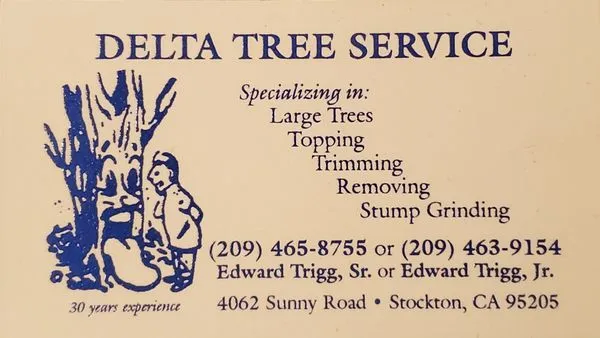 DELTA TREE SERVICE
Specializing in:
Large Trees
Topping
Trimming
Removing
Stump Grinding
(209) 465-8755 or (209) 463-9154
Edward Trigg, Sr. or Edward Trigg, Jr.
30 years experience
4062 Sunny Road • Stockton, CA 95205